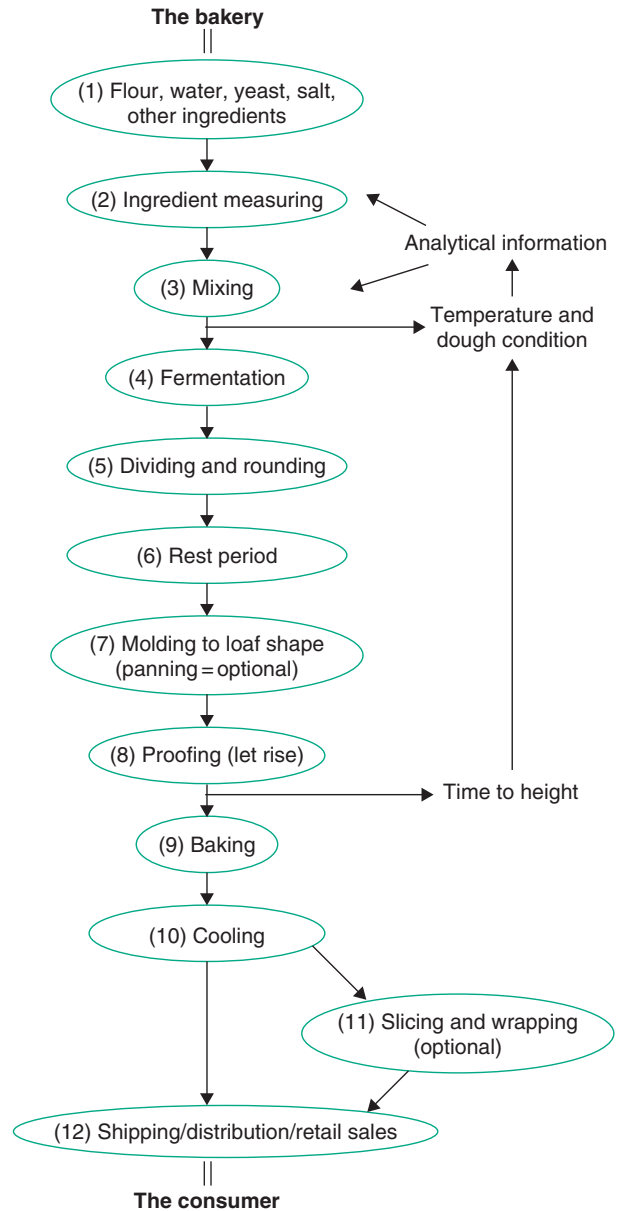 The bakery
(1) Flour, water, yeast, salt,
other ingredients
(2) Ingredient measuring
Analytical information
(3) Mixing
Temperature and
dough condition
(4) Fermentation
(5) Dividing and rounding
(6) Rest period
(7) Molding to loaf shape
(panning=optional)
(8) Proofing (let rise)
Time to height
(9) Baking
(10) Cooling
(11) Slicing and wrapping
(optional)
(12) Shipping/distribution/retail sales
The consumer